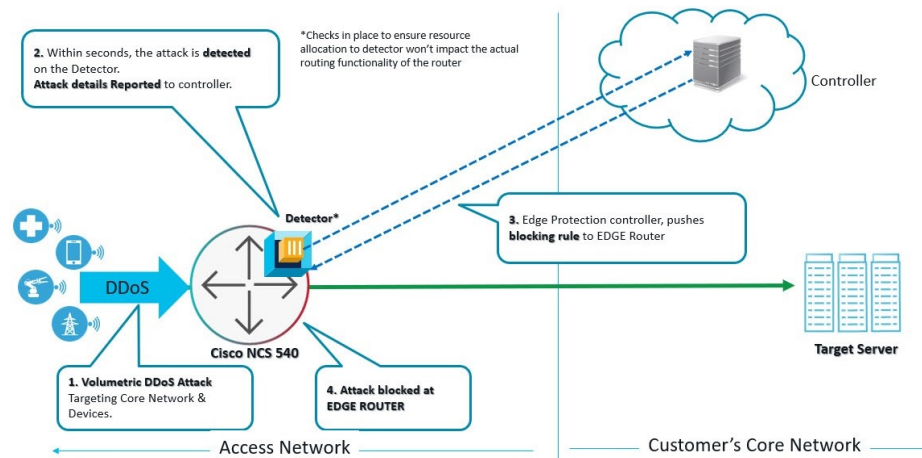 2. Within seconds, the attack is detected
on the Detector.
Attack details Reported to controller.
*Checks in place to ensure resource
allocation to detector won't impact the actual
routing functionality of the router
Controller
Detector*
3. Edge Protection controller, pushes
blocking rule to EDGE Router
DDoS
Cisco NCS 540
Target Server
1. Volumetric DDoS Attack
Targeting Core Network &
Devices.
4. Attack blocked at
EDGE ROUTER
Access Network
Customer's Core Network